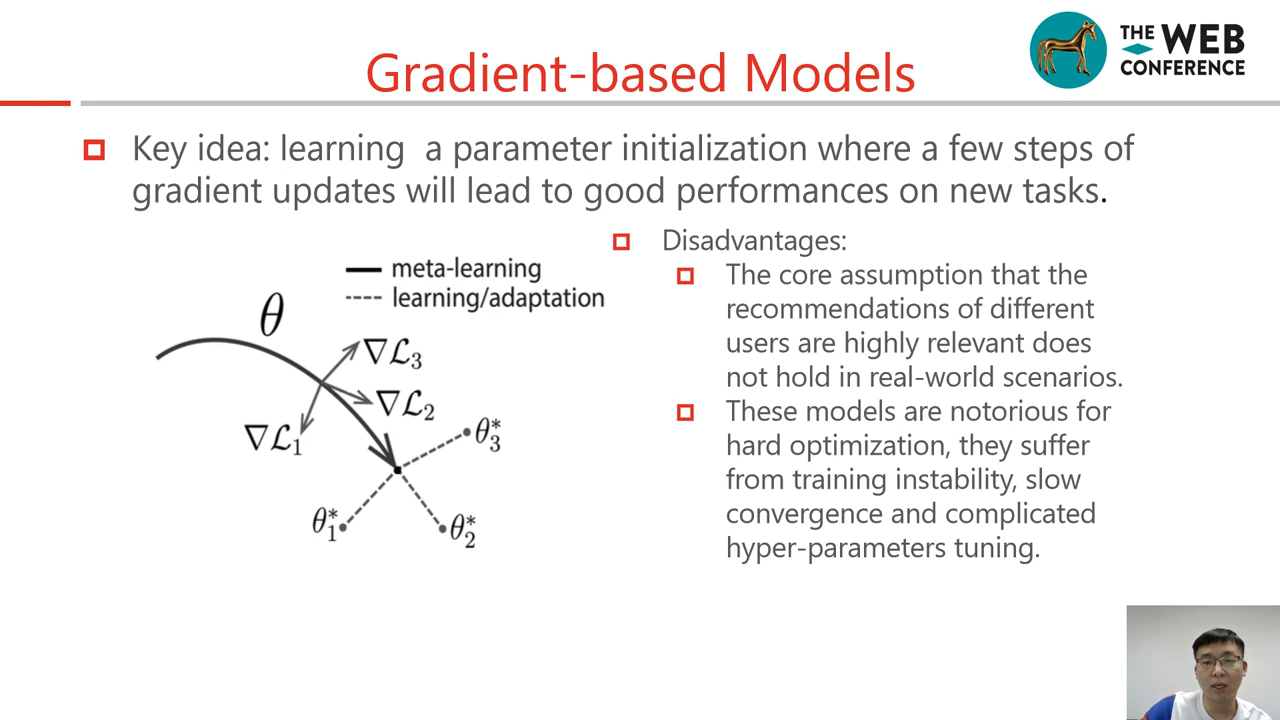 THE WEB
CONFERENCE
Gradient-based Models
Key idea: learning a parameter initialization where a few steps of
gradient updates will lead to good performances on new tasks.
meta-learning
learning/adaptation
θ
∇ℒ₃
∇ℒ₂
∇ℒ₁
θ₃*
θ₁*
θ₂*
Disadvantages:
The core assumption that the
recommendations of different
users are highly relevant does
not hold in real-world scenarios.
These models are notorious for
hard optimization, they suffer
from training instability, slow
convergence and complicated
hyper-parameters tuning.